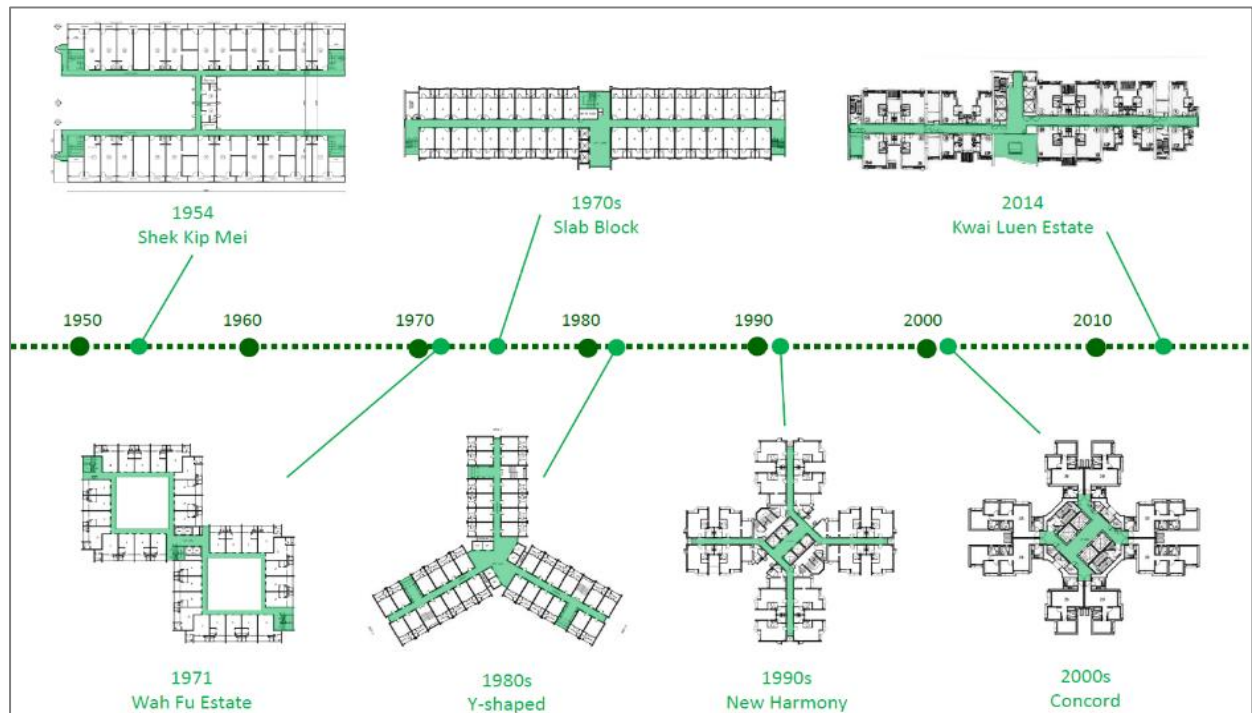 1954
Shek Kip Mei
1970s
Slab Block
2014
Kwai Luen Estate
1950
1960
1970
1980
1990
2000
2010
1971
Wah Fu Estate
1980s
Y-shaped
1990s
New Harmony
2000s
Concord